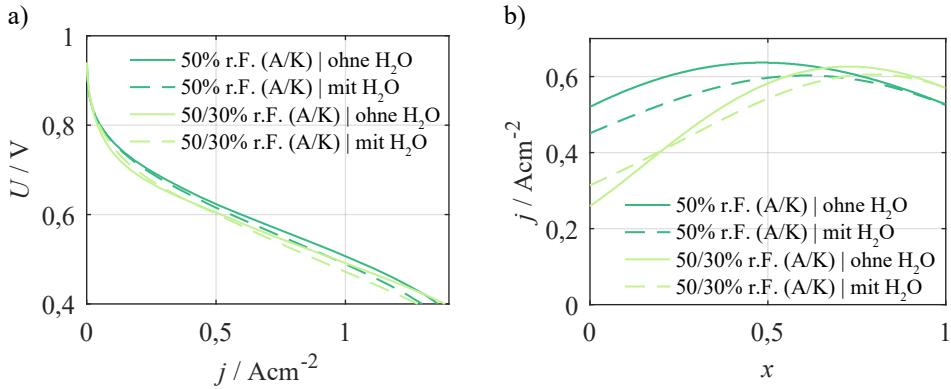 a)
1
0,8
0,6
0,4
U / V
50% r.F. (A/K) | ohne H2O
50% r.F. (A/K) | mit H2O
50/30% r.F. (A/K) | ohne H2O
50/30% r.F. (A/K) | mit H2O
0
0,5
1
j / Acm-2
b)
0,6
0,4
0,2
0
j / Acm-2
50% r.F. (A/K) | ohne H2O
50% r.F. (A/K) | mit H2O
50/30% r.F. (A/K) | ohne H2O
50/30% r.F. (A/K) | mit H2O
0
0,5
1
x